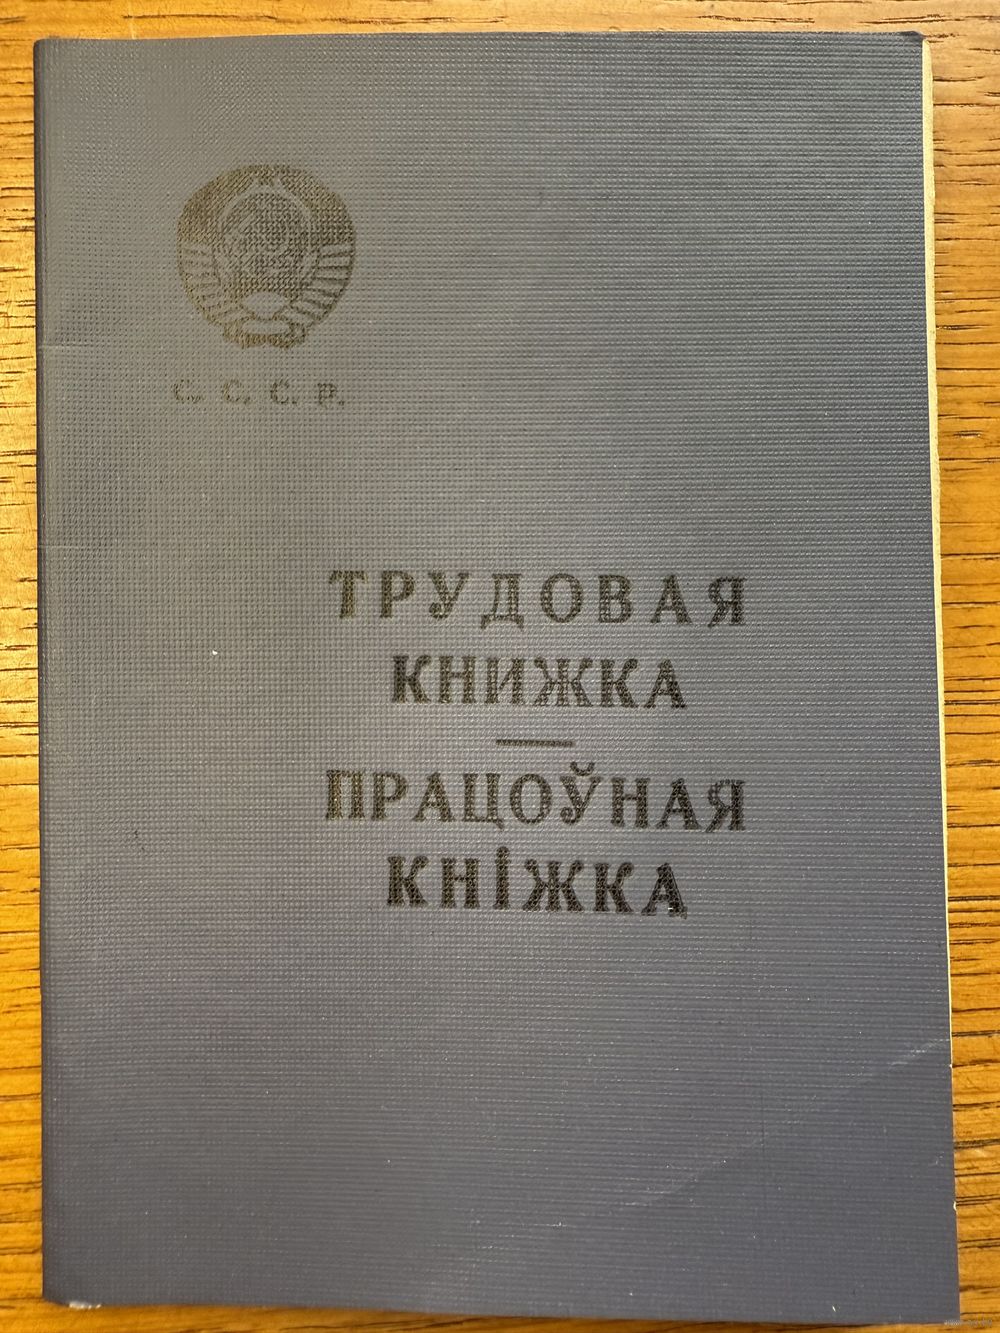 С. С. С. Р.
ТРУДОВАЯ
КНИЖКА
—
ПРАЦОЎНАЯ
КНІЖКА